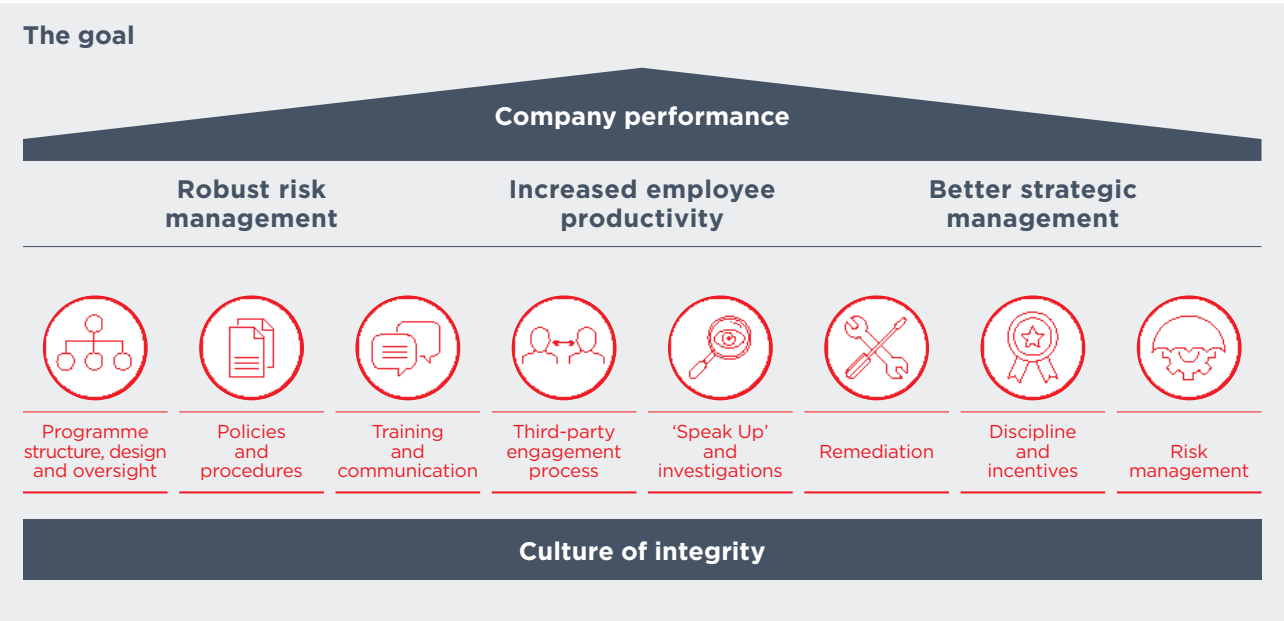 The goal
Company performance
Robust risk
management
Increased employee
productivity
Better strategic
management
Programme
structure, design
and oversight
Policies
and
procedures
Training
and
communication
Third-party
engagement
process
‘Speak Up’
and
investigations
Remediation
Discipline
and
incentives
Risk
management
Culture of integrity